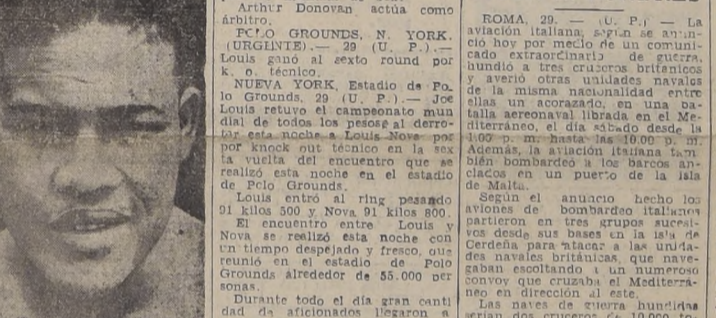 Arthur Donovan actúa como
árbitro.
POLO GROUNDS, N. YORK.
(URGENTE).— 29 (U. P.).—
Louis ganó al sexto round por
k. o. técnico.
NUEVA YORK, Estadio de Po
lo Grounds, 29 (U. P.).— Joe
Louis retuvo el campeonato mun
dial de todos los pesos al derro-
tar esta noche a Louis Nova por
por knock out técnico en la sex
ta vuelta del encuentro que se
realizó esta noche en el estadio
de Polo Grounds.
Louis entró al ring pesando
91 kilos 500 y Nova 91 kilos 800.
El encuentro entre Louis y
Nova se realizó esta noche con
un tiempo despejado y fresco, que
reunió en el estadio de Polo
Grounds alrededor de 55.000 per
sonas.
Durante todo el día gran canti
dad de aficionados llegaron a
ROMA, 29. — (U. P.) — La
aviación italiana, según se anun-
ció hoy por medio de un comuni-
cado extraordinario de guerra,
hundió a tres cruceros británicos
y averió otras unidades navales
de la misma nacionalidad entre
ellas un acorazado, en una ba-
talla aereonaval librada en el Me-
diterráneo, el día sábado desde la
1.00 p. m. hasta las 10.00 p. m.
Además, la aviación italiana tam
bién bombardeó a los barcos an-
clados en un puerto de la isla
de Malta.
Según el anuncio hecho los
aviones de bombardeo italianos
partieron en tres grupos sucesi-
vos desde sus bases en la isla de
Cerdeña para atacar a las unida-
des navales británicas, que nave-
gaban escoltando a un numeroso
convoy que cruzaba el Mediterrá-
neo en dirección al este.
Las naves de guerra hundidas
serían dos cruceros de 10.000